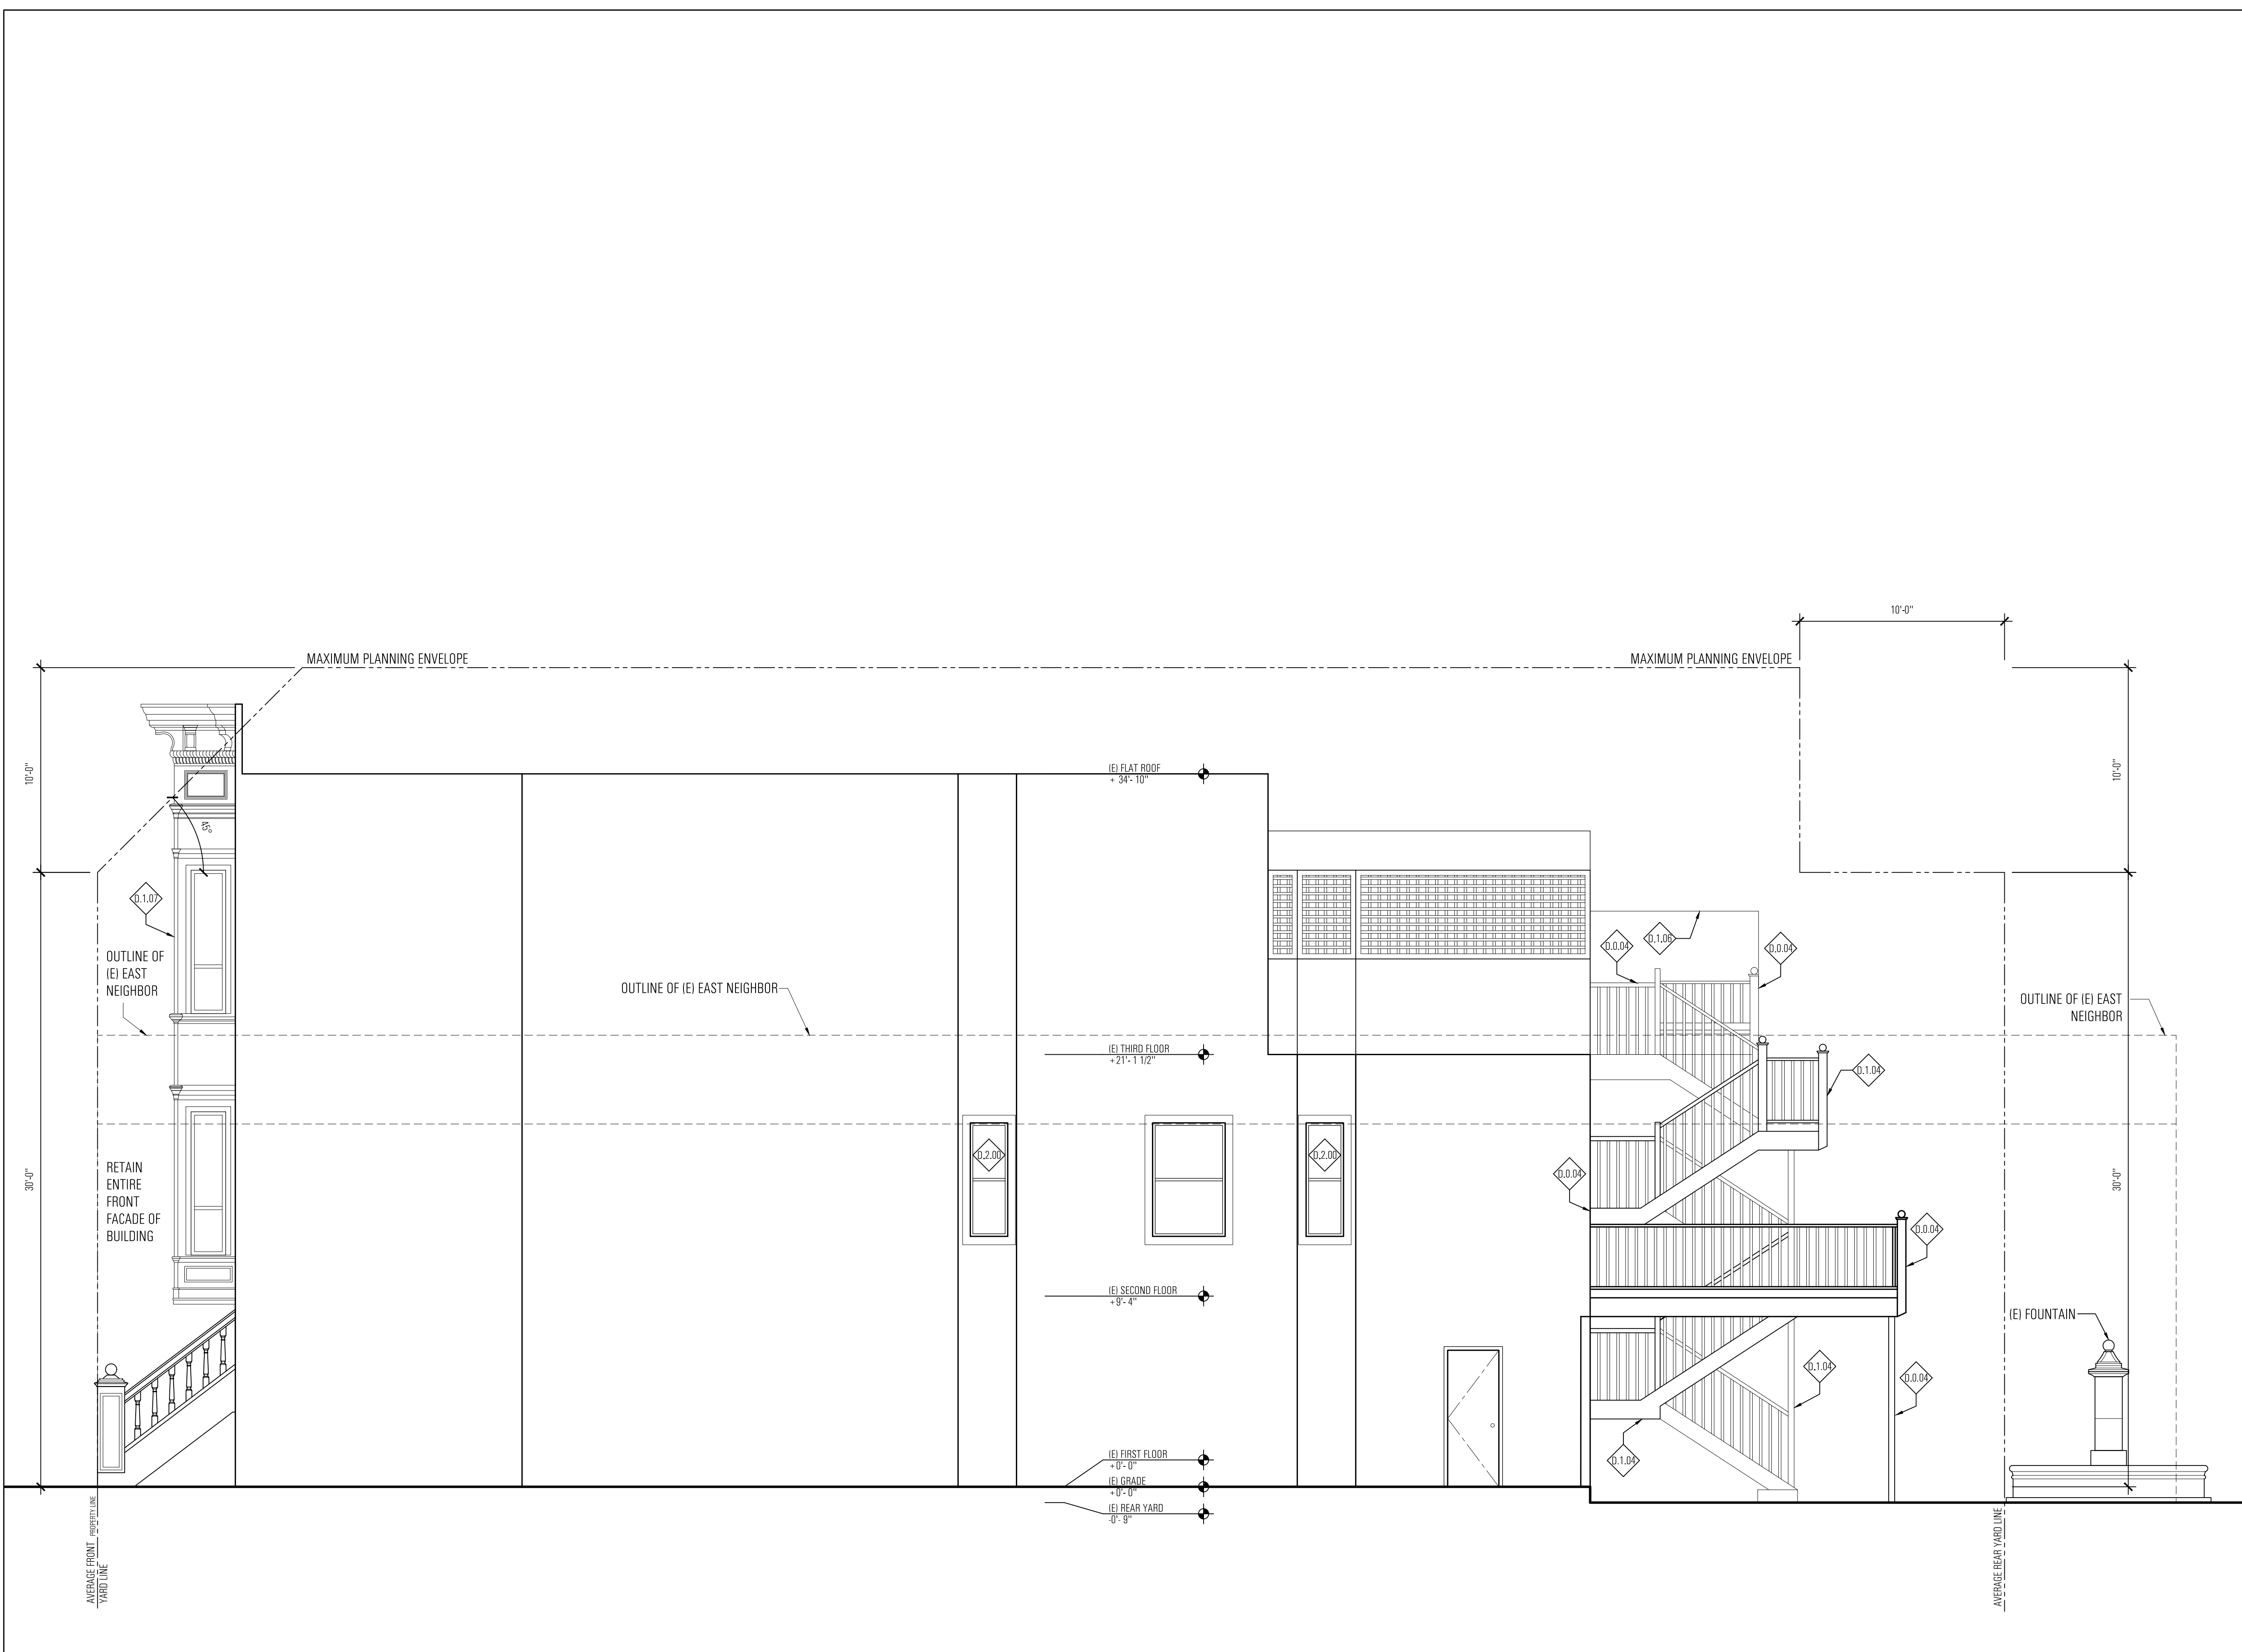 10'-0"
MAXIMUM PLANNING ENVELOPE
MAXIMUM PLANNING ENVELOPE
10'-0"
(E) FLAT ROOF
+ 34'- 10"
10'-0"
45°
D.1.07
OUTLINE OF
(E) EAST
NEIGHBOR
OUTLINE OF (E) EAST NEIGHBOR
D.0.04
D.1.06
D.0.04
OUTLINE OF (E) EAST
NEIGHBOR
(E) THIRD FLOOR
+21'- 1 1/2"
D.1.04
30'-0"
RETAIN
ENTIRE
FRONT
FACADE OF
BUILDING
D.2.00
D.2.00
D.0.04
30'-0"
D.0.04
(E) SECOND FLOOR
+9'- 4"
(E) FOUNTAIN
D.1.04
D.0.04
D.1.04
(E) FIRST FLOOR
+0'- 0"
(E) GRADE
+0'- 0"
(E) REAR YARD
-0'- 9"
PROPERTY LINE
AVERAGE FRONT
YARD LINE
AVERAGE REAR YARD LINE